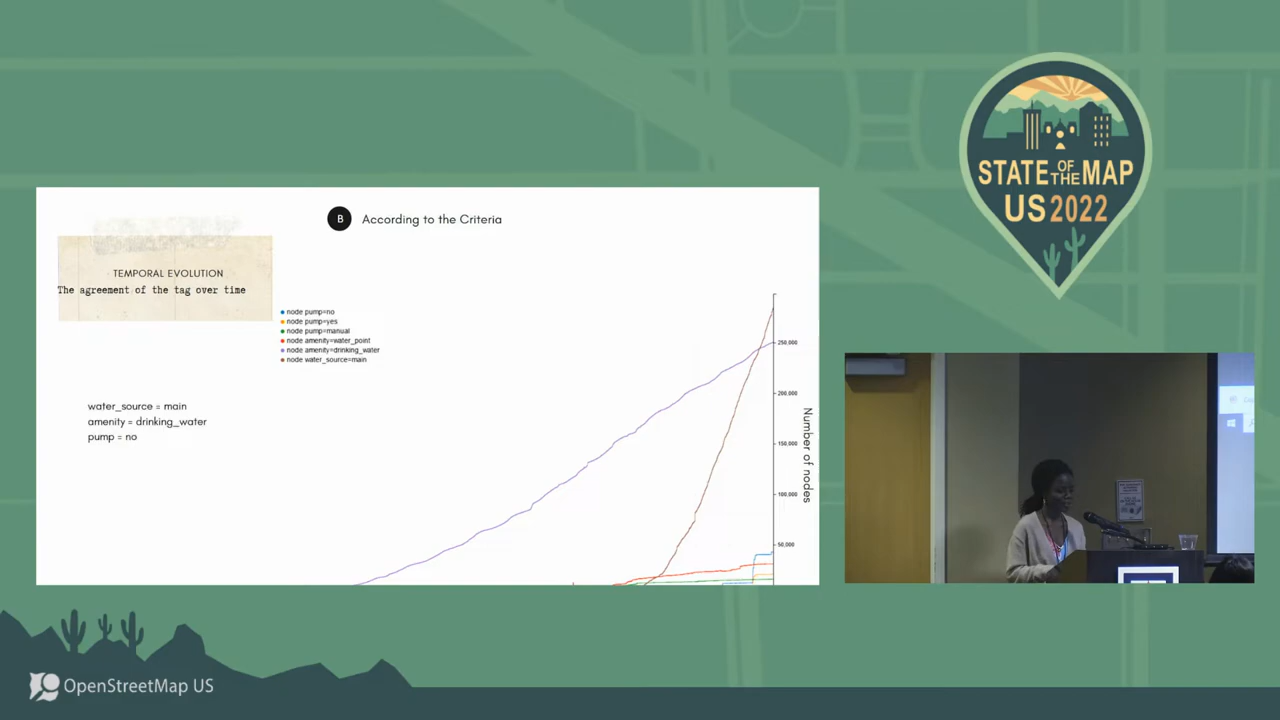 B According to the Criteria
TEMPORAL EVOLUTION
The agreement of the tag over time
node pump=no
node pump=yes
node pump=manual
node amenity=water_point
node amenity=drinking_water
node water_source=main
water_source = main
amenity = drinking_water
pump = no
250,000
200,000
150,000
100,000
50,000
Number of nodes
STATE OF THE MAP
US 2022
OpenStreetMap US